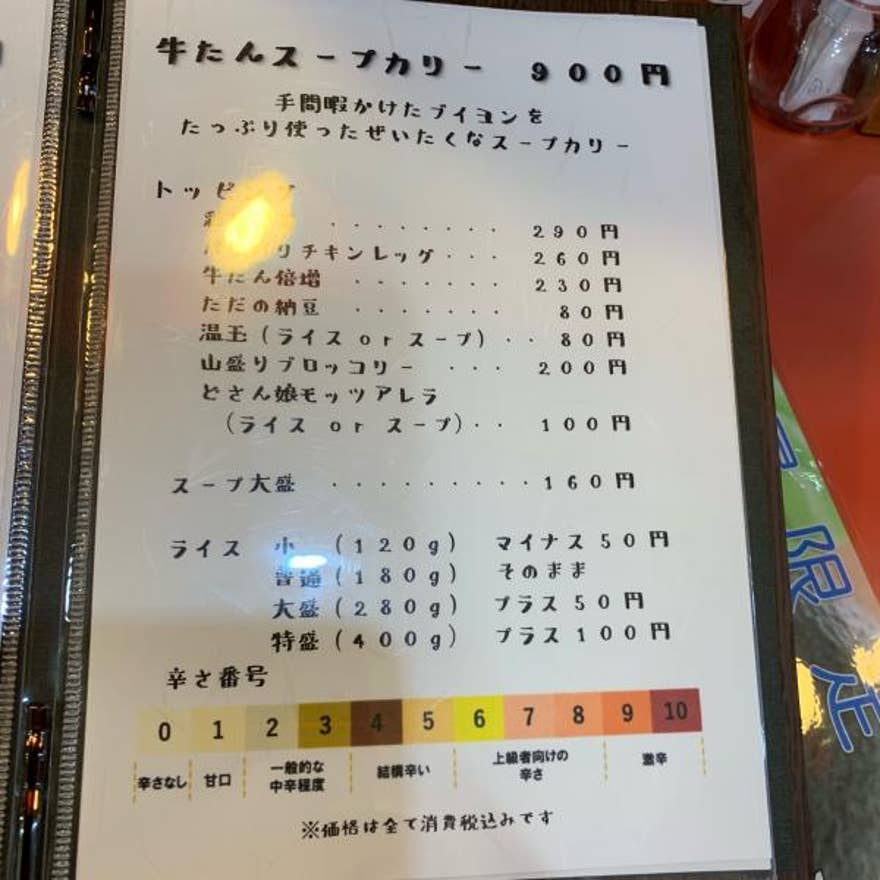 牛たんスープカリー 900円
手間暇かけたブイヨンを
たっぷり使ったぜいたくなスープカリー
トッピ
・・・・・・・ 290円
りチキンレッグ・・・ 260円
牛たん倍増 ・・・・・・・ 230円
ただの納豆 ・・・・・・・ 80円
温玉(ライス or スープ)・・ 80円
山盛りブロッコリー ・・・ 200円
どさん娘モッツアレラ
(ライス or スープ)・・ 100円
スープ大盛 ・・・・・・・・・・160円
ライス 小 (120g) マイナス50円
普通(180g) そのまま
大盛(280g) プラス50円
特盛(400g) プラス100円
辛さ番号
0 1 2 3 4 5 6 7 8 9 10
辛さなし 甘口 一般的な 結構辛い 上級者向けの 激辛
中辛程度 辛さ
※価格は全て消費税込みです
限定